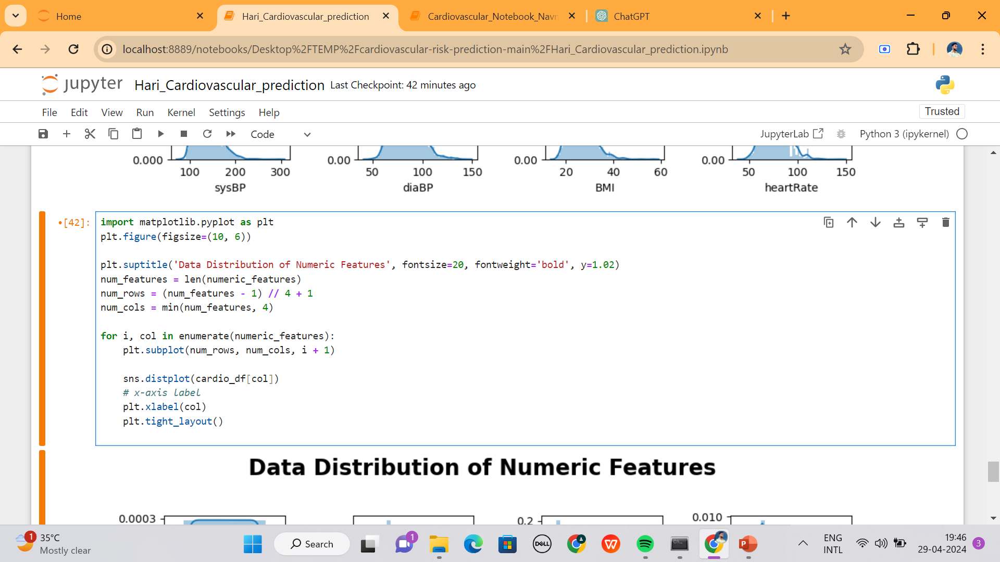 Home
Hari_Cardiovascular_prediction
Cardiovascular_Notebook_Navn
ChatGPT
localhost:8889/notebooks/Desktop%2FTEMP%2Fcardiovascular-risk-prediction-main%2FHari_Cardiovascular_prediction.ipynb
jupyter Hari_Cardiovascular_prediction Last Checkpoint: 42 minutes ago
File Edit View Run Kernel Settings Help
Trusted
Code
JupyterLab
Python 3 (ipykernel)
0.000 0.00 0.00 0.00
100 200 300 50 100 150 20 40 60 50 100 150
sysBP diaBP BMI heartRate
•[42]:
import matplotlib.pyplot as plt
plt.figure(figsize=(10, 6))
plt.suptitle('Data Distribution of Numeric Features', fontsize=20, fontweight='bold', y=1.02)
num_features = len(numeric_features)
num_rows = (num_features - 1) // 4 + 1
num_cols = min(num_features, 4)
for i, col in enumerate(numeric_features):
    plt.subplot(num_rows, num_cols, i + 1)
    sns.distplot(cardio_df[col])
    # x-axis label
    plt.xlabel(col)
    plt.tight_layout()
Data Distribution of Numeric Features
0.0003 0.2 0.010
1
35°C
Mostly clear
Search
1
DELL
ENG
INTL
19:46
29-04-2024
3